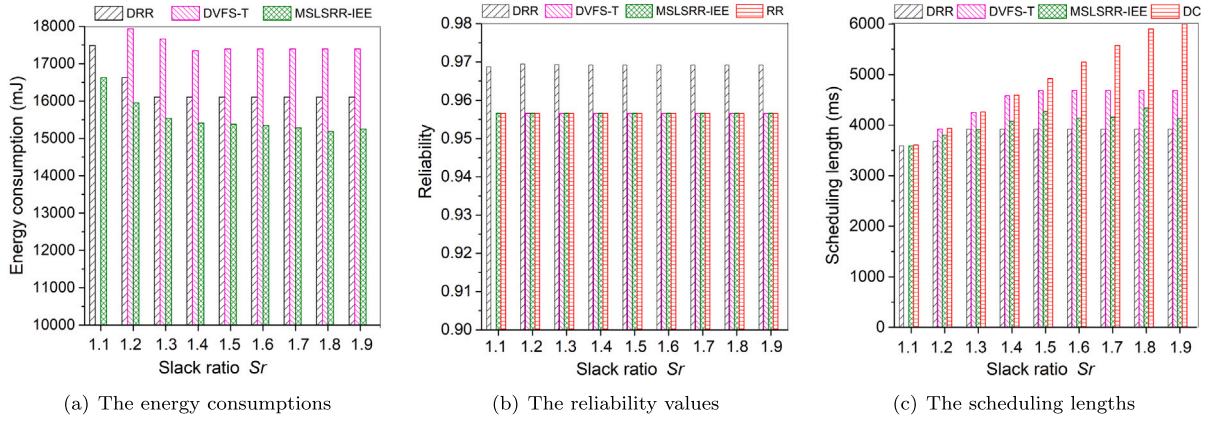 DRR DVFS-T MSLSRR-IEE
18000
17000
16000
15000
14000
13000
12000
11000
10000
Energy consumption (mJ)
1.1 1.2 1.3 1.4 1.5 1.6 1.7 1.8 1.9
Slack ratio Sr
(a) The energy consumptions
DRR DVFS-T MSLSRR-IEE RR
0.98
0.97
0.96
0.95
0.94
0.93
0.92
0.91
0.90
Reliability
1.1 1.2 1.3 1.4 1.5 1.6 1.7 1.8 1.9
Slack ratio Sr
(b) The reliability values
DRR DVFS-T MSLSRR-IEE DC
6000
5000
4000
3000
2000
1000
0
Scheduling length (ms)
1.1 1.2 1.3 1.4 1.5 1.6 1.7 1.8 1.9
Slack ratio Sr
(c) The scheduling lengths